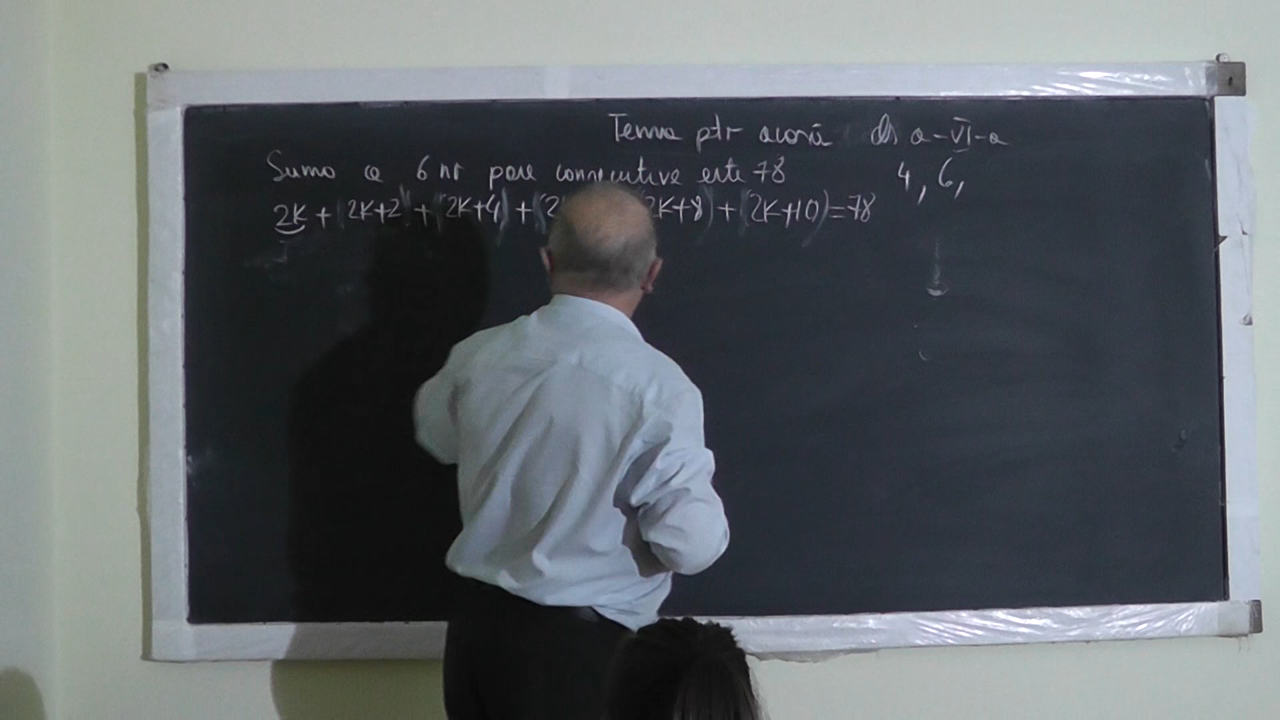 Tema ptr acasă cls a-VI-a
Suma a 6 nr pare consecutive este 78
4, 6,
2K + (2K+2) + (2K+4) + (2K+8) + (2K+10) = 78